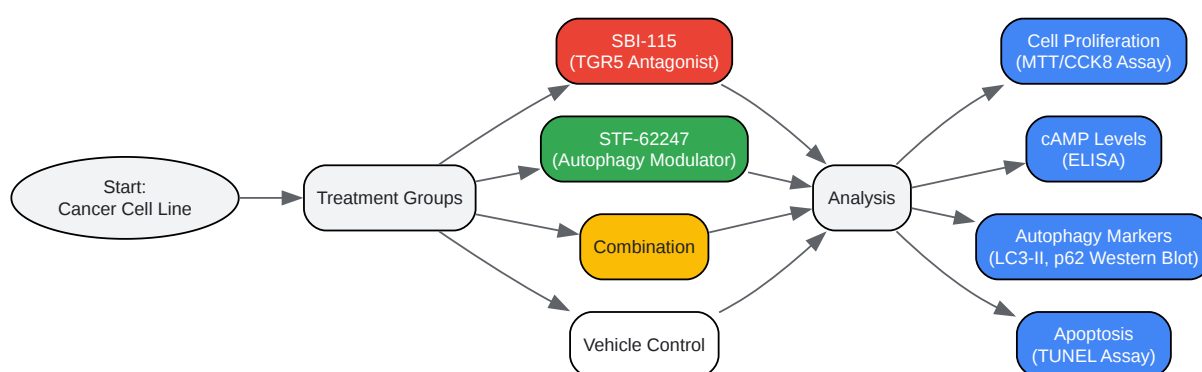 Start:
Cancer Cell Line
Treatment Groups
SBI-115
(TGR5 Antagonist)
STF-62247
(Autophagy Modulator)
Combination
Vehicle Control
Analysis
Cell Proliferation
(MTT/CCK8 Assay)
cAMP Levels
(ELISA)
Autophagy Markers
(LC3-II, p62 Western Blot)
Apoptosis
(TUNEL Assay)